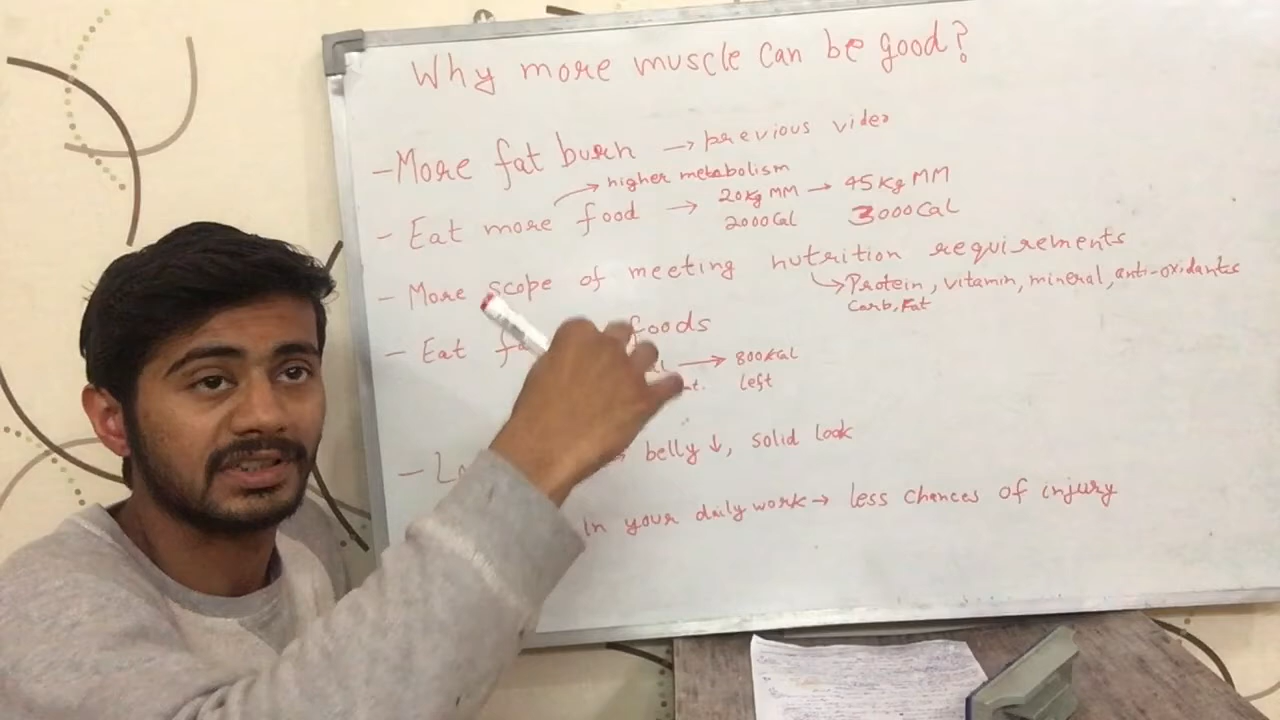 Why more muscle can be good?
- More fat burn → previous video
→ higher metabolism
- Eat more food → 20Kg MM → 45Kg MM
2000Cal 3000Cal
- More scope of meeting nutrition requirements
→ Protein, vitamin, mineral, anti-oxidants
Carb, Fat
- Eat foods
→ 800KCal
left
- belly ↓, solid look
In your daily work → less chances of injury